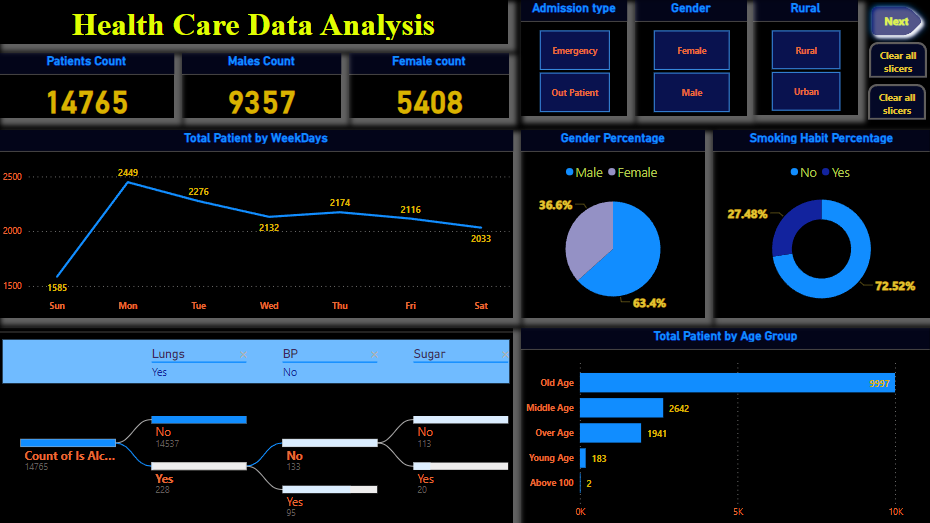 Health Care Data Analysis
Admission type
Emergency
Out Patient
Gender
Female
Male
Rural
Rural
Urban
Next
Clear all
slicers
Clear all
slicers
Patients Count
14765
Males Count
9357
Female count
5408
Total Patient by WeekDays
2500
2000
1500
1585
2449
2276
2132
2174
2116
2033
Sun Mon Tue Wed Thu Fri Sat
Gender Percentage
Male Female
36.6%
63.4%
Smoking Habit Percentage
No Yes
27.48%
72.52%
Lungs
Yes
BP
No
Sugar
Count of Is Alc...
14765
No
14537
Yes
228
No
133
Yes
95
No
113
Yes
20
Total Patient by Age Group
Old Age 9997
Middle Age 2642
Over Age 1941
Young Age 183
Above 100 2
0K 5K 10K